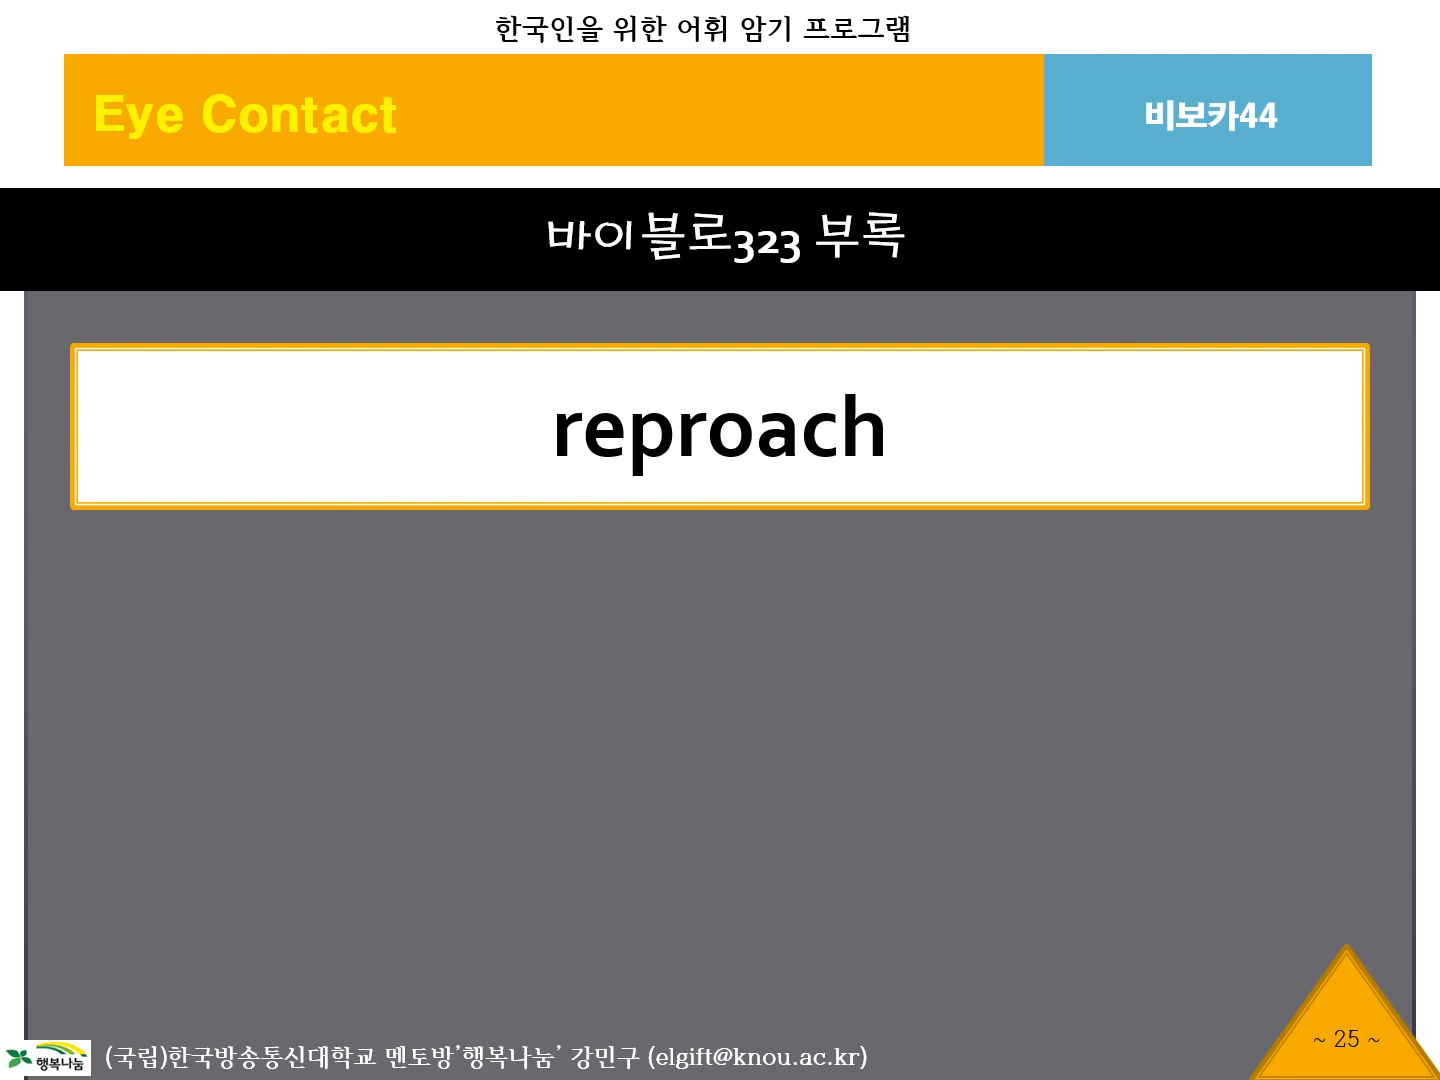 한국인을 위한 어휘 암기 프로그램
Eye Contact
비보카44
바이블로323 부록
reproach
~ 25 ~
행복나눔
(국립)한국방송통신대학교 멘토방’행복나눔’ 강민구 (elgift@knou.ac.kr)